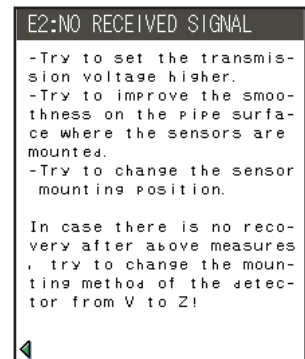 E2:NO RECEIVED SIGNAL
-Try to set the transmis-
sion voltage higher.
-Try to improve the smoo-
thness on the pipe surfa-
ce where the sensors are
mounted.
-Try to change the sensor
mounting position.
In case there is no reco-
very after above measures
, try to change the moun-
ting method of the detec-
tor from V to Z!